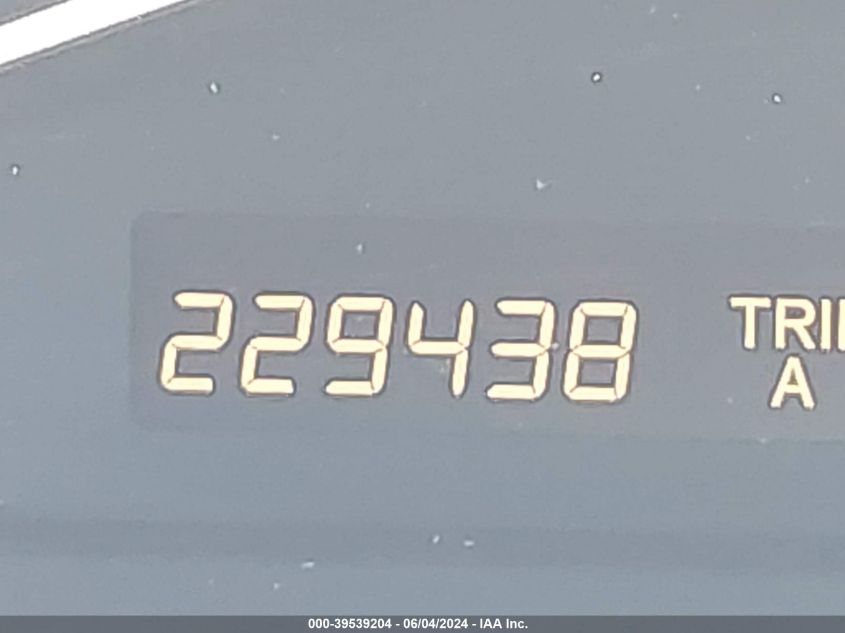 229438
TRI
A
000-39539204 - 06/04/2024 - IAA Inc.